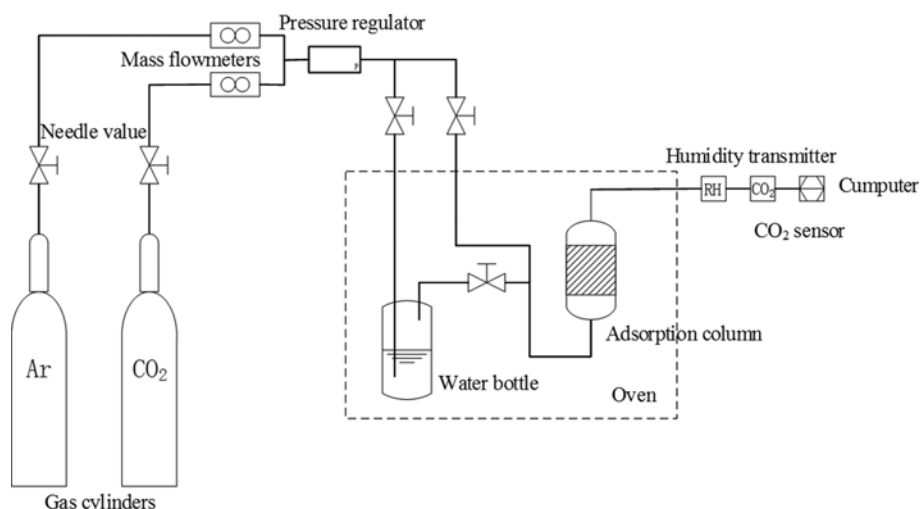 Pressure regulator
Mass flowmeters
Needle value
P
Humidity transmitter
RH
CO₂
Cumputer
CO₂ sensor
Adsorption column
Water bottle
Oven
Ar
CO₂
Gas cylinders